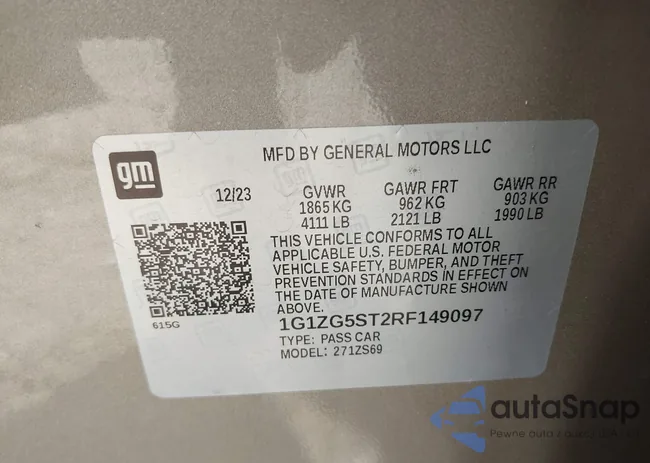 gm
MFD BY GENERAL MOTORS LLC
12/23
GVWR GAWR FRT GAWR RR
1865 KG 962 KG 903 KG
4111 LB 2121 LB 1990 LB
THIS VEHICLE CONFORMS TO ALL
APPLICABLE U.S. FEDERAL MOTOR
VEHICLE SAFETY, BUMPER, AND THEFT
PREVENTION STANDARDS IN EFFECT ON
THE DATE OF MANUFACTURE SHOWN
ABOVE.
615G
1G1ZG5ST2RF149097
TYPE: PASS CAR
MODEL: 271ZS69
autaSnap
Pewne auta z